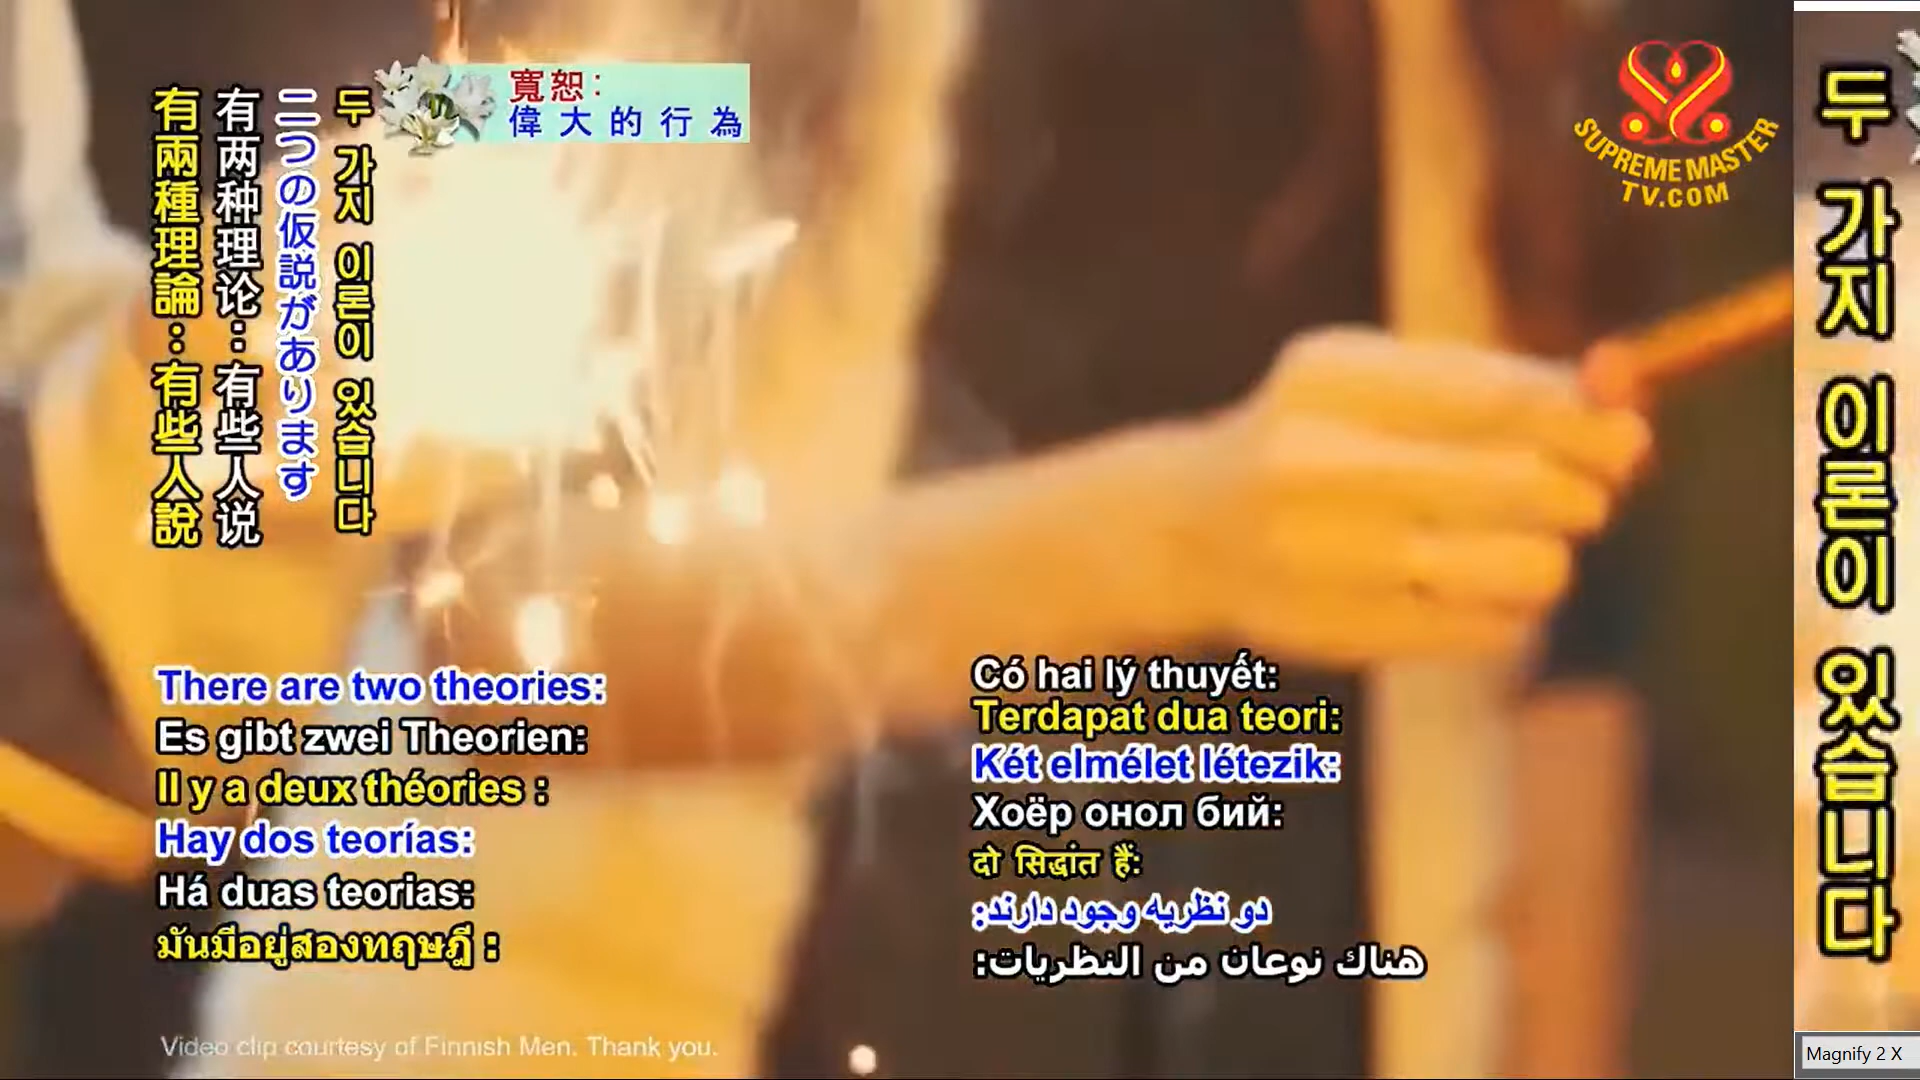 寬恕:
偉大的行為
SUPREME MASTER
TV.COM
두 가지 이론이 있습니다
二つの仮説があります
有两种理论：有些人说
有兩種理論：有些人說
There are two theories:
Es gibt zwei Theorien:
Il y a deux théories :
Hay dos teorías:
Há duas teorias:
มันมีอยู่สองทฤษฎี :
Có hai lý thuyết:
Terdapat dua teori:
Két elmélet létezik:
Хоёр онол бий:
दो सिद्धांत हैं:
دو نظریه وجود دارند:
هناك نوعان من النظريات:
Video clip courtesy of Finnish Men. Thank you.
두 가지 이론이 있습니다
Magnify 2 X